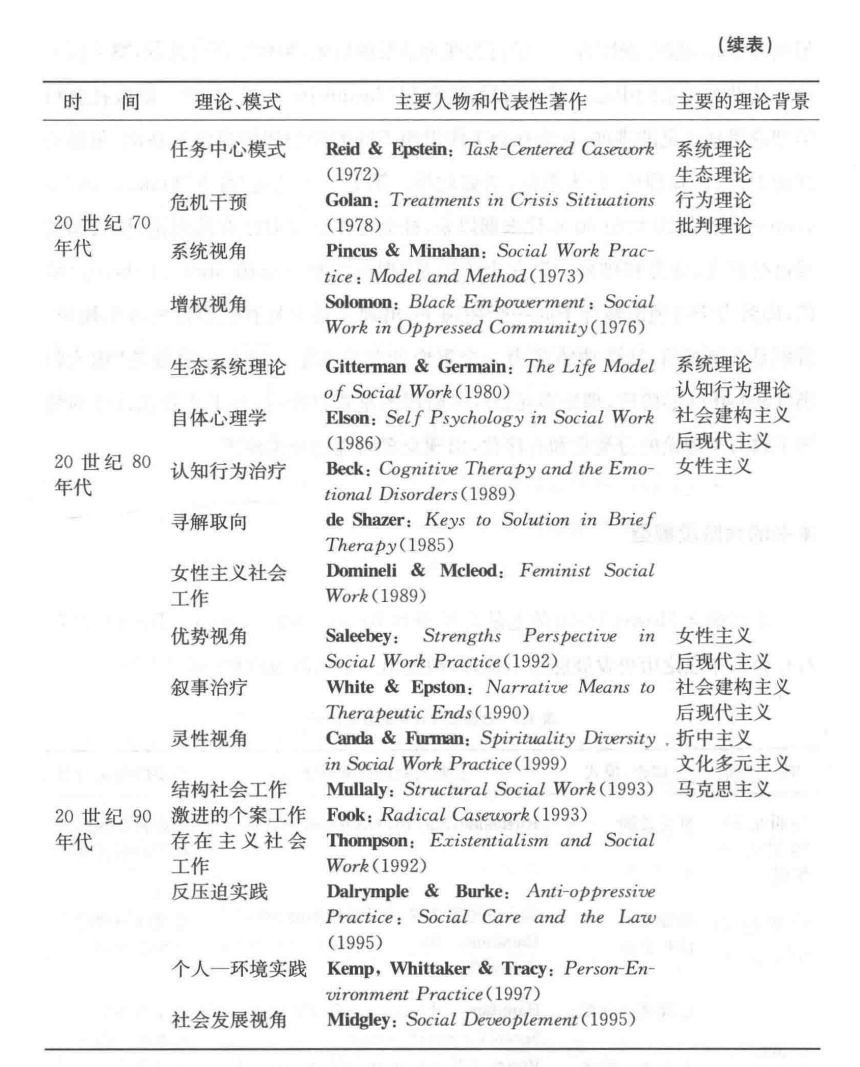 (续表)
时 间 理论、模式 主要人物和代表性著作 主要的理论背景
任务中心模式 Reid & Epstein: Task-Centered Casework 系统理论
(1972) 生态理论
危机干预 Golan: Treatments in Crisis Sitiuations 行为理论
20 世纪 70 (1978) 批判理论
年代 系统视角 Pincus & Minahan: Social Work Prac-
tice: Model and Method(1973)
增权视角 Solomon: Black Empowerment: Social
Work in Oppressed Community(1976)
生态系统理论 Gitterman & Germain: The Life Model 系统理论
of Social Work(1980) 认知行为理论
自体心理学 Elson: Self Psychology in Social Work 社会建构主义
(1986) 后现代主义
20 世纪 80 认知行为治疗 Beck: Cognitive Therapy and the Emo- 女性主义
年代 tional Disorders(1989)
寻解取向 de Shazer: Keys to Solution in Brief
Therapy(1985)
女性主义社会 Domineli & Mcleod: Feminist Social
工作 Work(1989)
优势视角 Saleebey: Strengths Perspective in 女性主义
Social Work Practice(1992) 后现代主义
叙事治疗 White & Epston: Narrative Means to 社会建构主义
Therapeutic Ends(1990) 后现代主义
灵性视角 Canda & Furman: Spirituality Diversity 折中主义
in Social Work Practice(1999) 文化多元主义
结构社会工作 Mullaly: Structural Social Work(1993) 马克思主义
20 世纪 90 激进的个案工作 Fook: Radical Casework(1993)
年代 存在主义社会 Thompson: Existentialism and Social
工作 Work(1992)
反压迫实践 Dalrymple & Burke: Anti-oppressive
Practice: Social Care and the Law
(1995)
个人—环境实践 Kemp, Whittaker & Tracy: Person-En-
vironment Practice(1997)
社会发展视角 Midgley: Social Deveoplement(1995)